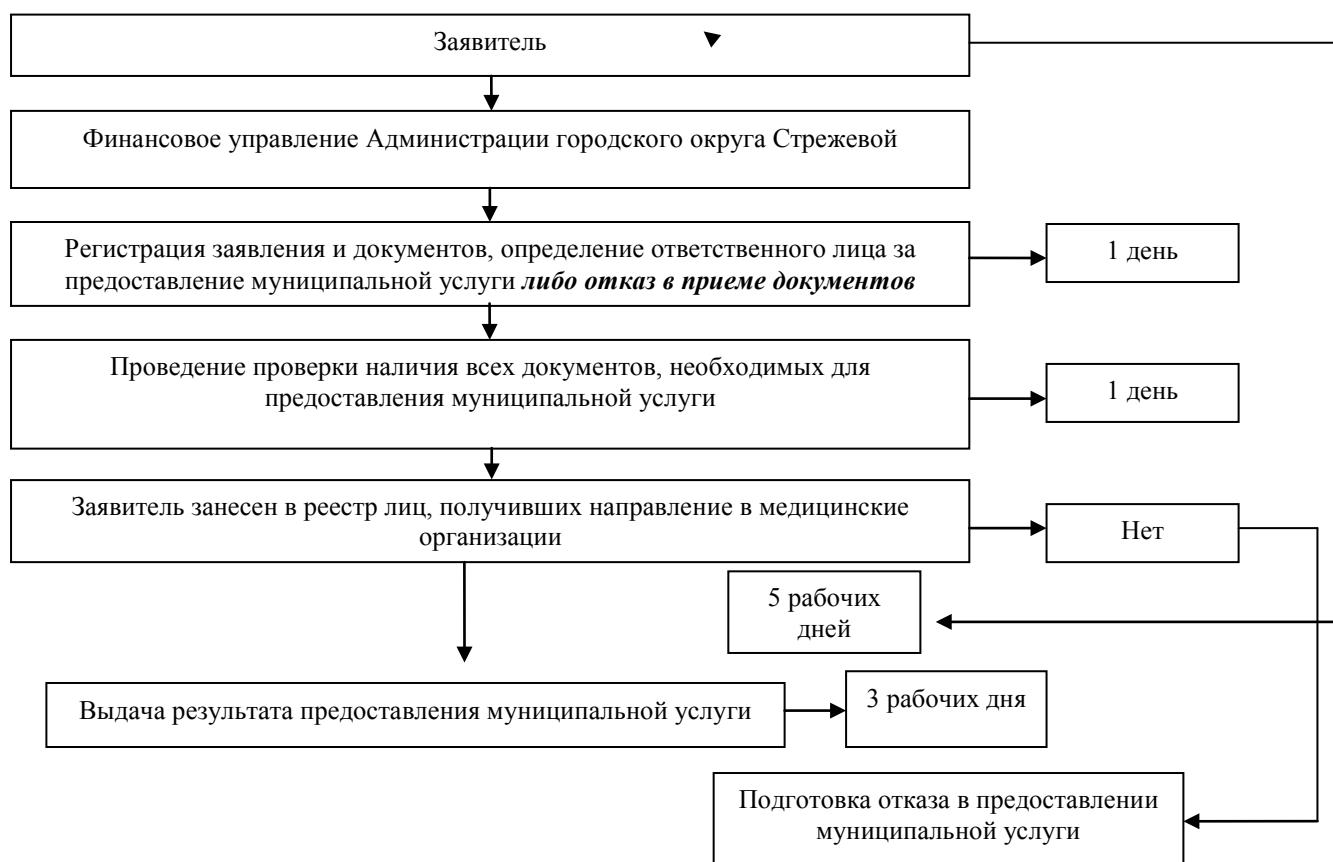 Заявитель
Финансовое управление Администрации городского округа Стрежевой
Регистрация заявления и документов, определение ответственного лица за
предоставление муниципальной услуги либо отказ в приеме документов
1 день
Проведение проверки наличия всех документов, необходимых для
предоставления муниципальной услуги
1 день
Заявитель занесен в реестр лиц, получивших направление в медицинские
организации
Нет
5 рабочих
дней
Выдача результата предоставления муниципальной услуги
3 рабочих дня
Подготовка отказа в предоставлении
муниципальной услуги